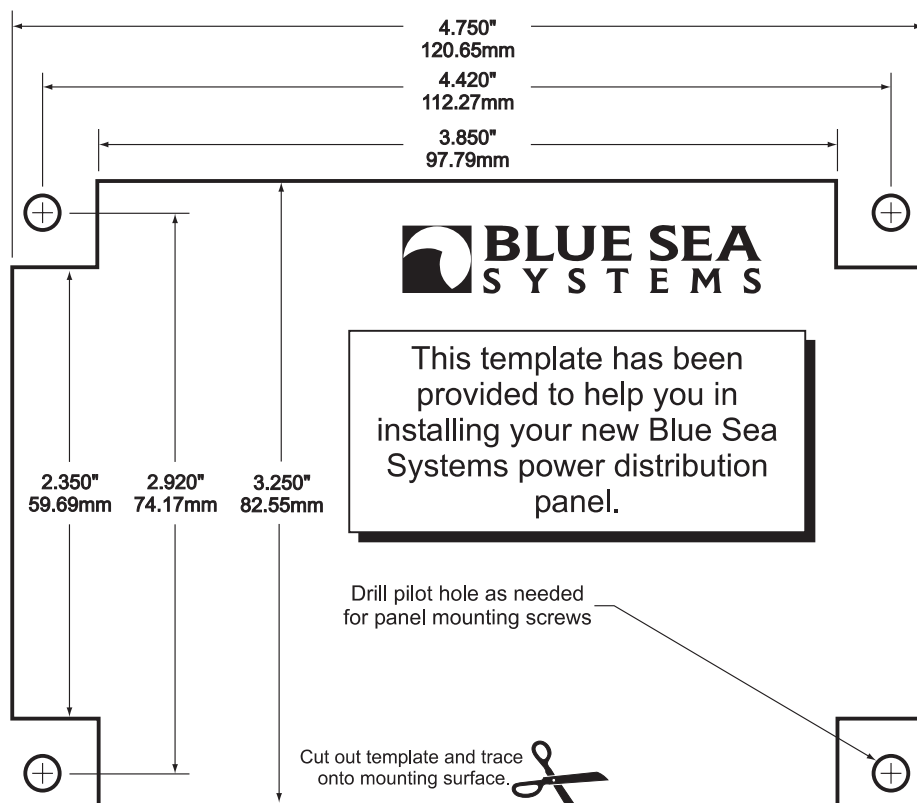 4.750"
120.65mm
4.420"
112.27mm
3.850"
97.79mm
BLUE SEA
SYSTEMS
This template has been
provided to help you in
installing your new Blue Sea
Systems power distribution
panel.
2.350"
59.69mm
2.920"
74.17mm
3.250"
82.55mm
Drill pilot hole as needed
for panel mounting screws
Cut out template and trace
onto mounting surface.